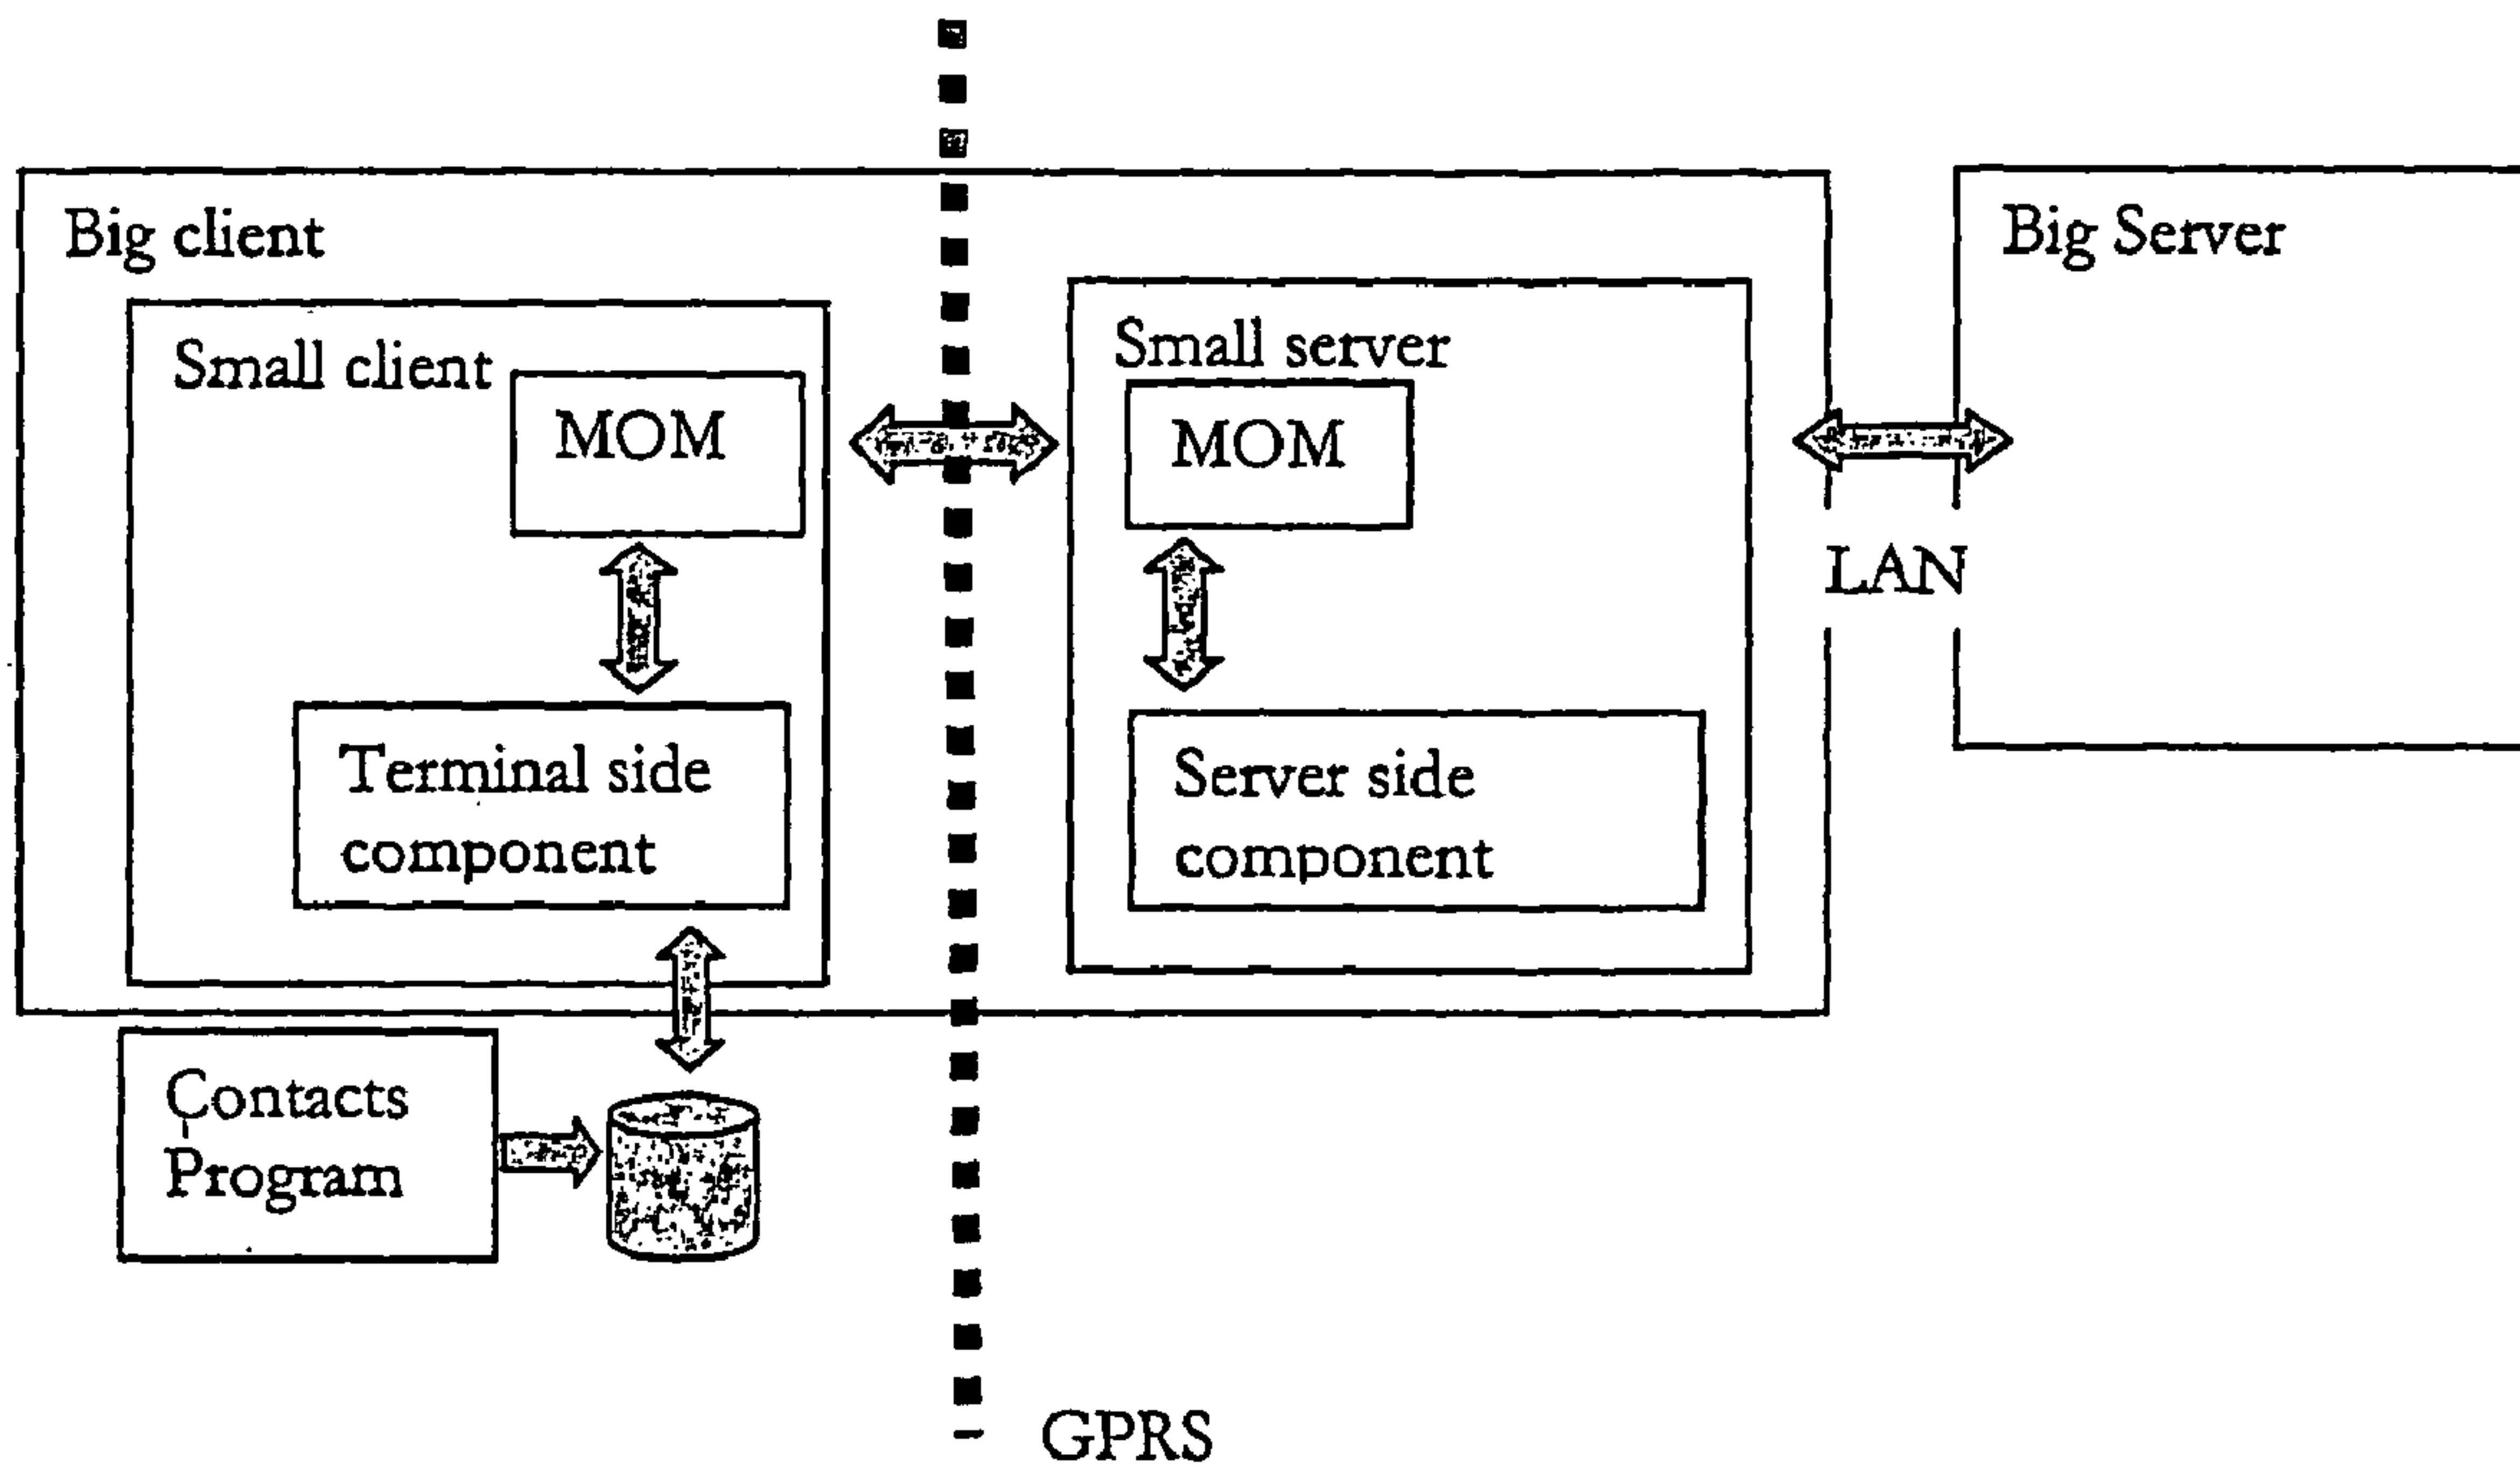 Big client
Big Server
Small client
Small server
MOM
MOM
LAN
Terminal side
component
Server side
component
Contacts
Program
GPRS